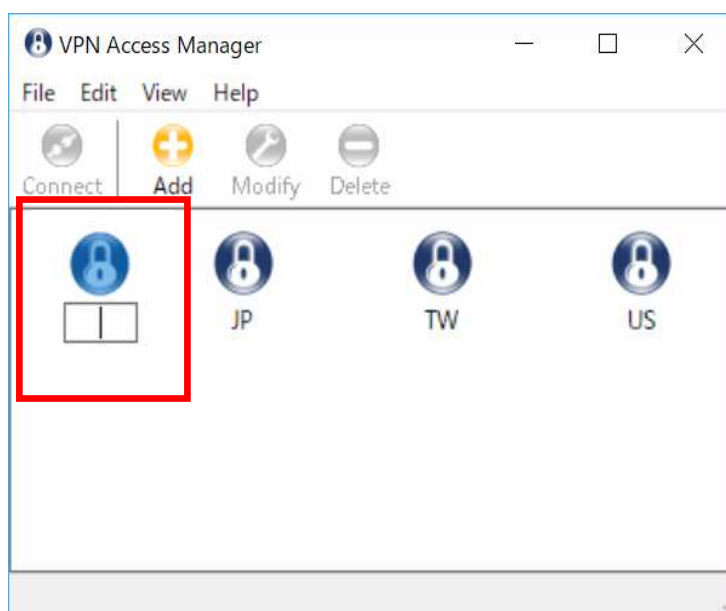 VPN Access Manager
File Edit View Help
Connect Add Modify Delete
JP TW US